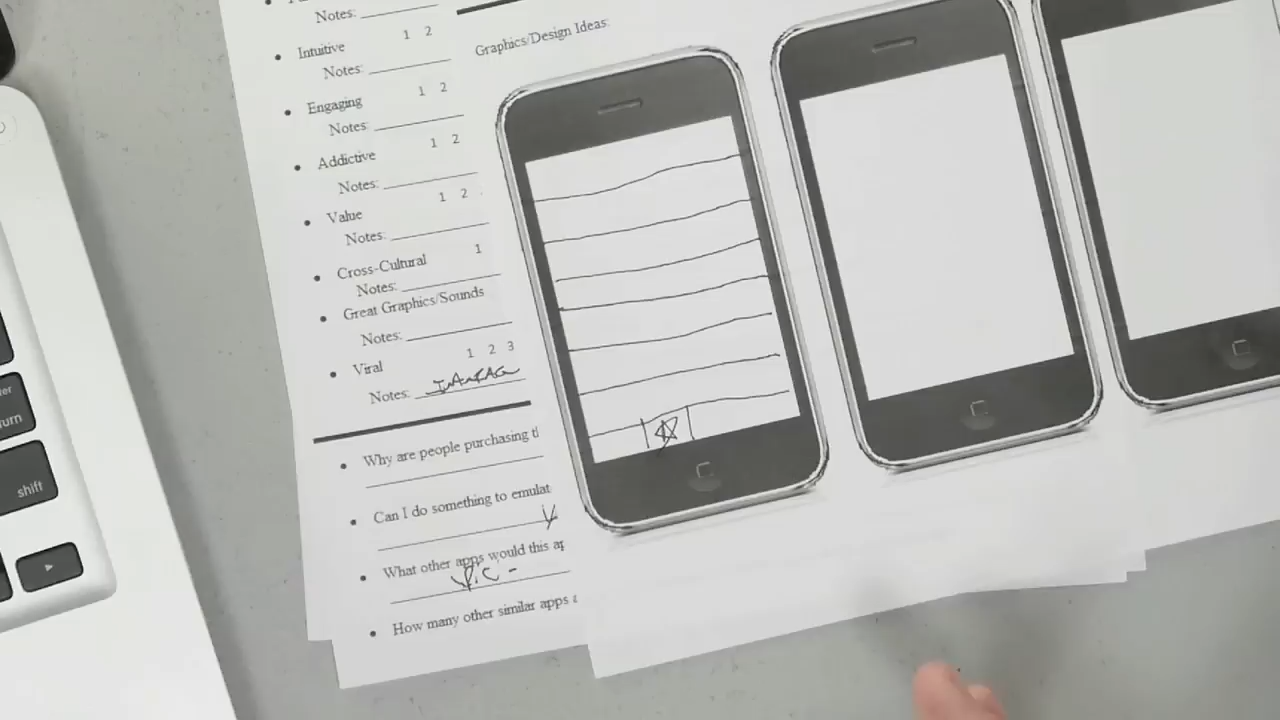 Notes:
Intuitive 1 2
Notes:
Engaging 1 2
Notes:
Addictive 1 2
Notes:
Value 1 2
Notes:
Cross-Cultural 1
Notes:
Great Graphics/Sounds
Notes:
Viral 1 2 3
Notes:
Why are people purchasing
Can I do something to emulat
What other apps would this ap
How many other similar apps a
Graphics/Design Ideas:
shift